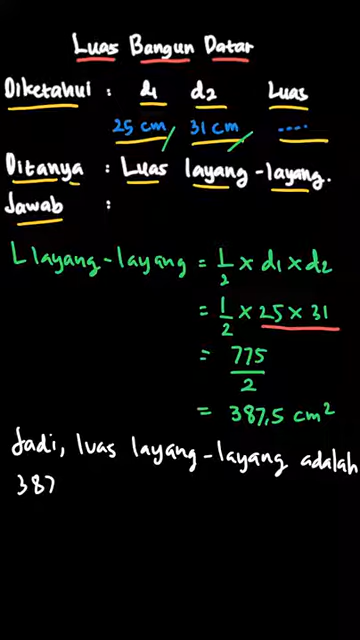 Luas Bangun Datar
Diketahui : d1 d2 Luas
25 cm 31 cm ....
Ditanya : Luas layang-layang.
Jawab :
L layang-layang = 1/2 x d1 x d2
= 1/2 x 25 x 31
= 775/2
= 387,5 cm²
Jadi, luas layang-layang adalah
387